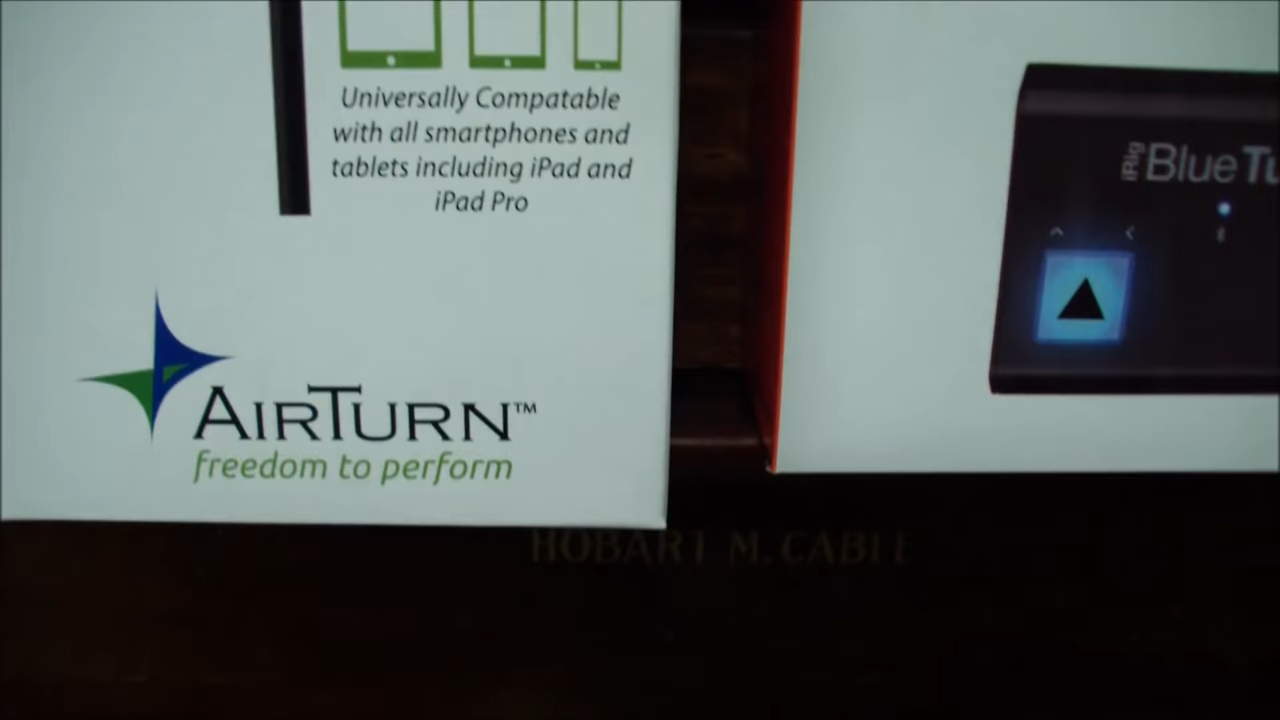 Universally Compatable
with all smartphones and
tablets including iPad and
iPad Pro
AIRTURN™
freedom to perform
iRig
BlueTu
HOBART M. CABLE